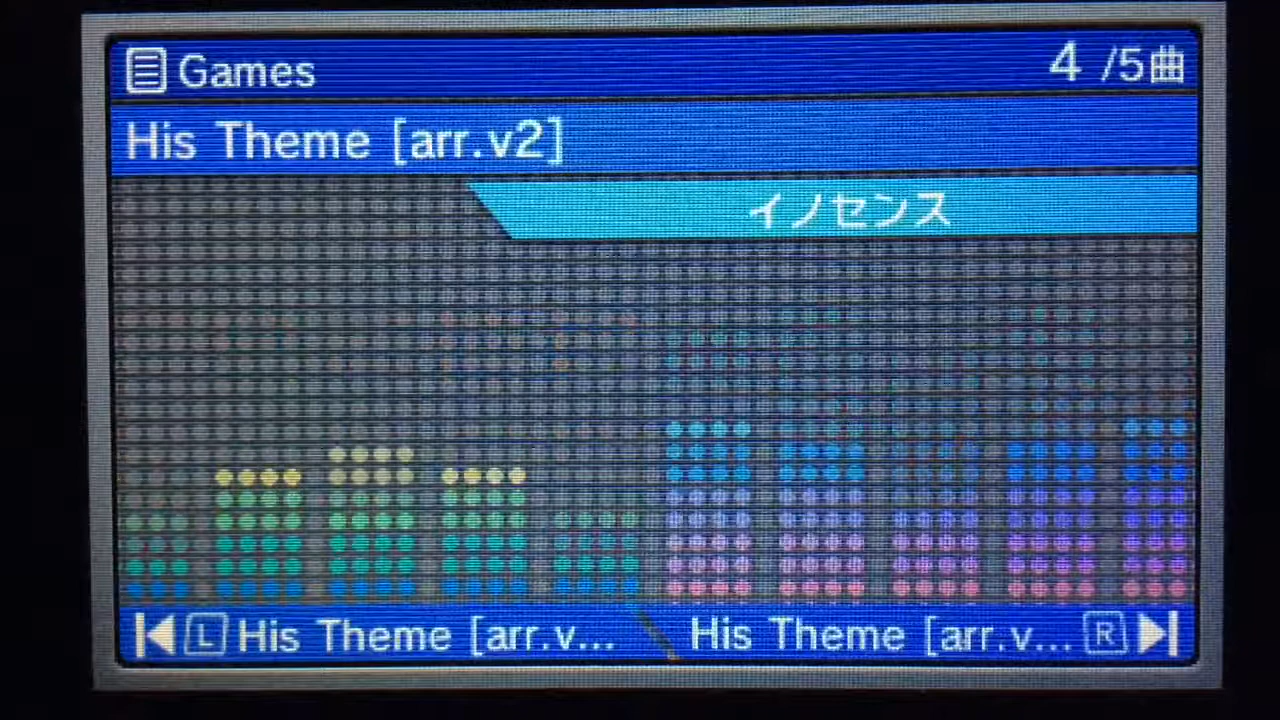 Games
4 /5曲
His Theme [arr.v2]
イノセンス
L His Theme [arr.v...
His Theme [arr.v... R